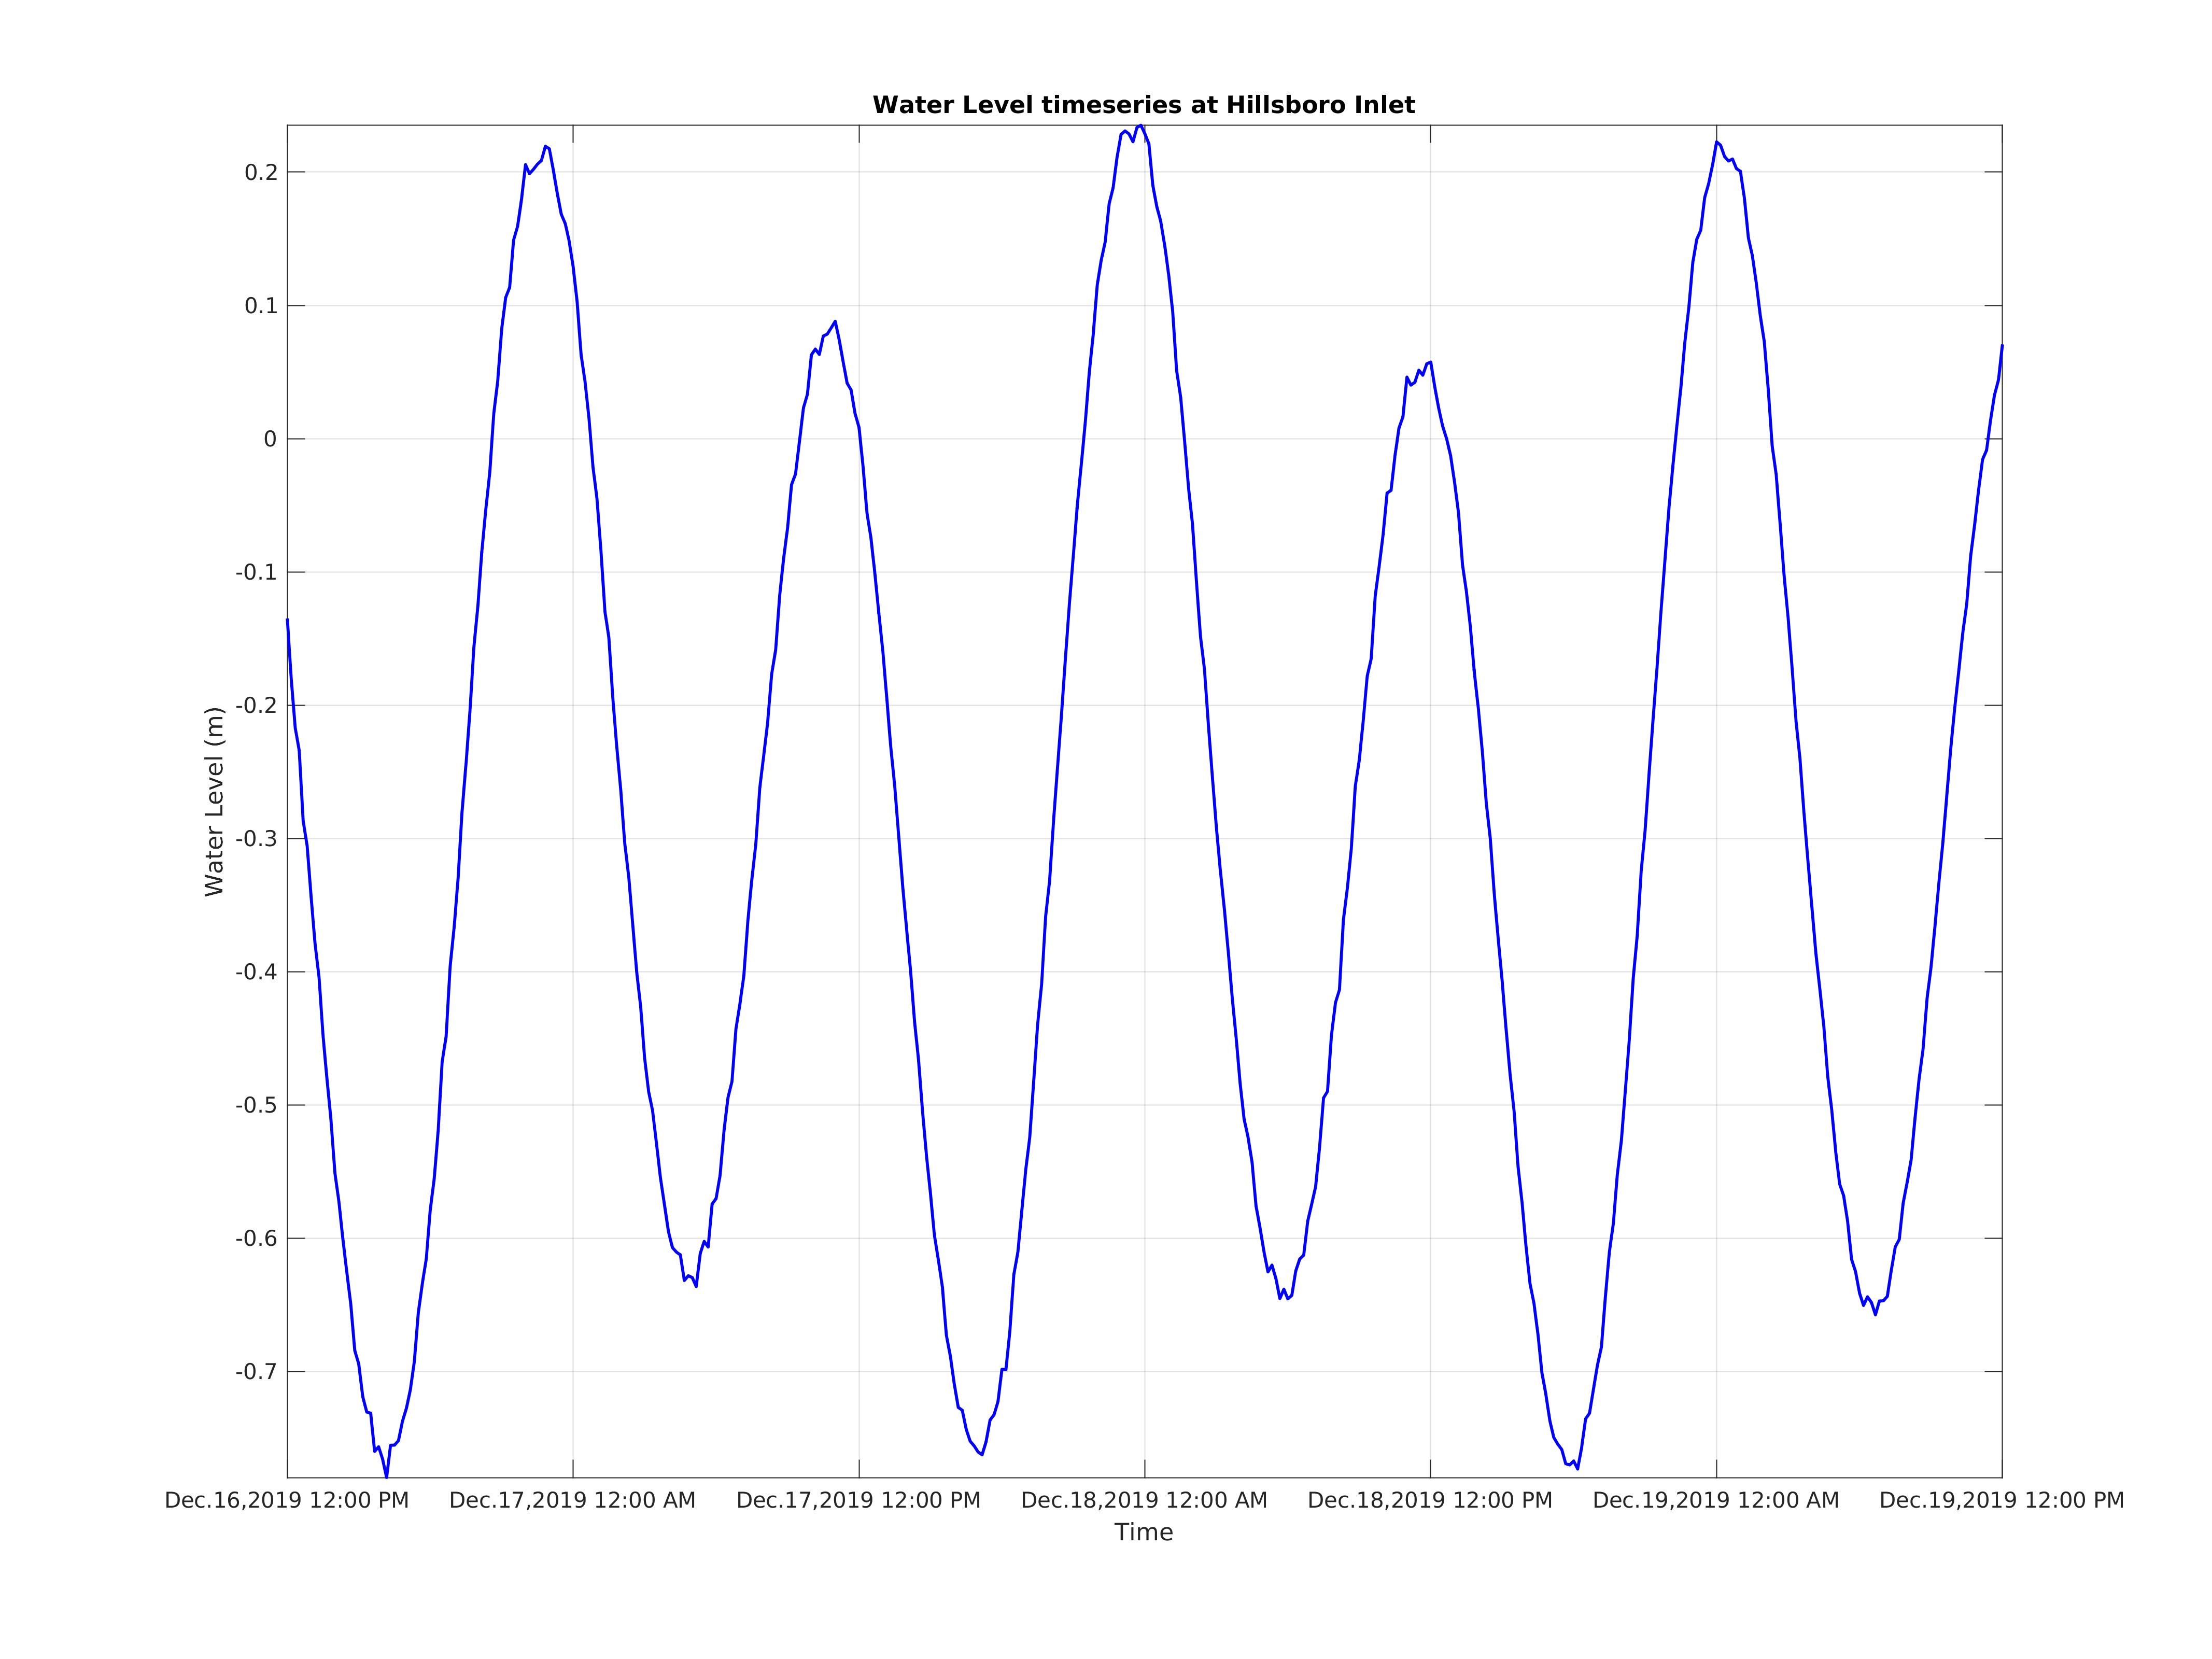 Water Level timeseries at Hillsboro Inlet
0.2
0.1
0
-0.1
-0.2
-0.3
-0.4
-0.5
-0.6
-0.7
Water Level (m)
Dec.16,2019 12:00 PM
Dec.17,2019 12:00 AM
Dec.17,2019 12:00 PM
Dec.18,2019 12:00 AM
Dec.18,2019 12:00 PM
Dec.19,2019 12:00 AM
Dec.19,2019 12:00 PM
Time